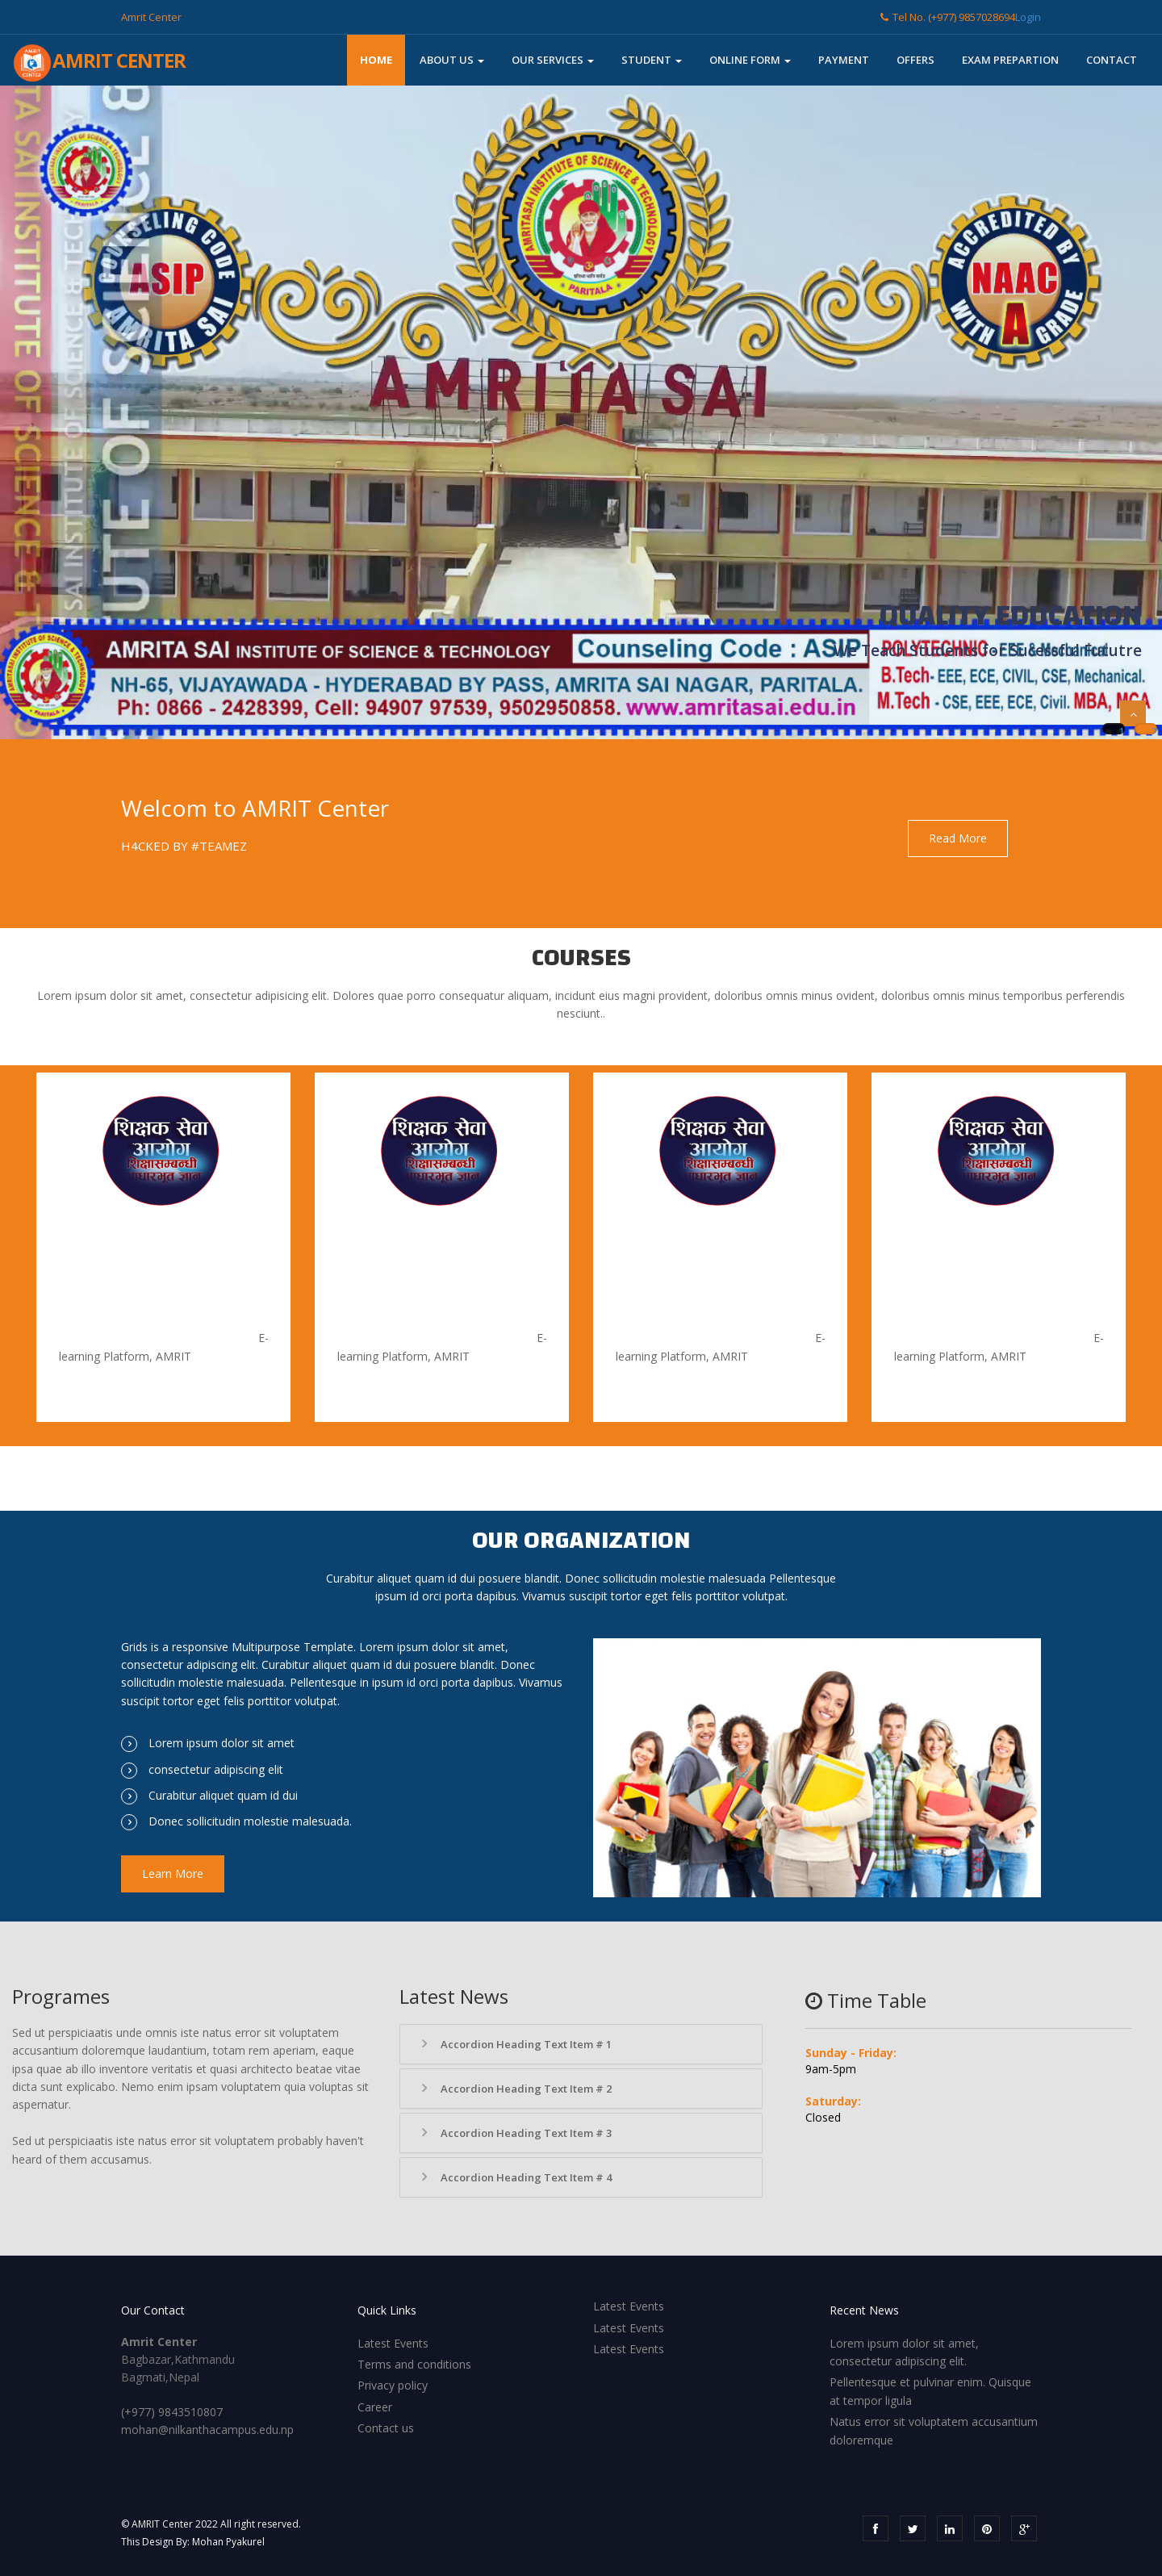 Amrit Center
Tel No. (+977) 9857028694Login
AMRIT CENTER
HOME
ABOUT US
OUR SERVICES
STUDENT
ONLINE FORM
PAYMENT
OFFERS
EXAM PREPARTION
CONTACT
AMRITASAI INSTITUTE OF SCIENCE & TECHNOLOGY
PARITALA
COUNSELING CODE
ASIP
AMRITA SAI
ACCREDITED BY
NAAC
WITH A GRADE
AMRITA SAI
QUALITY EDUCATION
We Teach Students for Sucessful Fututre
AMRITA SAI INSTITUTE OF SCIENCE & TECHNOLOGY
Counseling Code : ASIP
NH-65, VIJAYAWADA - HYDERABAD BY PASS, AMRITA SAI NAGAR, PARITALA.
Ph: 0866 - 2428399, Cell: 94907 97539, 9502950858. www.amritasai.edu.in
POLYTECHNIC - EEE & Mechanical.
B.Tech- EEE, ECE, CIVIL, CSE, Mechanical.
M.Tech - CSE, EEE, ECE, Civil. MBA, MCA
Welcom to AMRIT Center
H4CKED BY #TEAMEZ
Read More
COURSES
Lorem ipsum dolor sit amet, consectetur adipisicing elit. Dolores quae porro consequatur aliquam, incidunt eius magni provident, doloribus omnis minus ovident, doloribus omnis minus temporibus perferendis
nesciunt..
शिक्षक सेवा
आयोग
शिक्षासम्बन्धी
आधारभूत ज्ञान
E-
learning Platform, AMRIT
शिक्षक सेवा
आयोग
शिक्षासम्बन्धी
आधारभूत ज्ञान
E-
learning Platform, AMRIT
शिक्षक सेवा
आयोग
शिक्षासम्बन्धी
आधारभूत ज्ञान
E-
learning Platform, AMRIT
शिक्षक सेवा
आयोग
शिक्षासम्बन्धी
आधारभूत ज्ञान
E-
learning Platform, AMRIT
OUR ORGANIZATION
Curabitur aliquet quam id dui posuere blandit. Donec sollicitudin molestie malesuada Pellentesque
ipsum id orci porta dapibus. Vivamus suscipit tortor eget felis porttitor volutpat.
Grids is a responsive Multipurpose Template. Lorem ipsum dolor sit amet,
consectetur adipiscing elit. Curabitur aliquet quam id dui posuere blandit. Donec
sollicitudin molestie malesuada. Pellentesque in ipsum id orci porta dapibus. Vivamus
suscipit tortor eget felis porttitor volutpat.
Lorem ipsum dolor sit amet
consectetur adipiscing elit
Curabitur aliquet quam id dui
Donec sollicitudin molestie malesuada.
Learn More
Programes
Sed ut perspiciaatis unde omnis iste natus error sit voluptatem
accusantium doloremque laudantium, totam rem aperiam, eaque
ipsa quae ab illo inventore veritatis et quasi architecto beatae vitae
dicta sunt explicabo. Nemo enim ipsam voluptatem quia voluptas sit
aspernatur.
Sed ut perspiciaatis iste natus error sit voluptatem probably haven't
heard of them accusamus.
Latest News
Accordion Heading Text Item # 1
Accordion Heading Text Item # 2
Accordion Heading Text Item # 3
Accordion Heading Text Item # 4
Time Table
Sunday - Friday:
9am-5pm
Saturday:
Closed
Our Contact
Amrit Center
Bagbazar,Kathmandu
Bagmati,Nepal
(+977) 9843510807
mohan@nilkanthacampus.edu.np
Quick Links
Latest Events
Terms and conditions
Privacy policy
Career
Contact us
Latest Events
Latest Events
Latest Events
Recent News
Lorem ipsum dolor sit amet,
consectetur adipiscing elit.
Pellentesque et pulvinar enim. Quisque
at tempor ligula
Natus error sit voluptatem accusantium
doloremque
© AMRIT Center 2022 All right reserved.
This Design By: Mohan Pyakurel